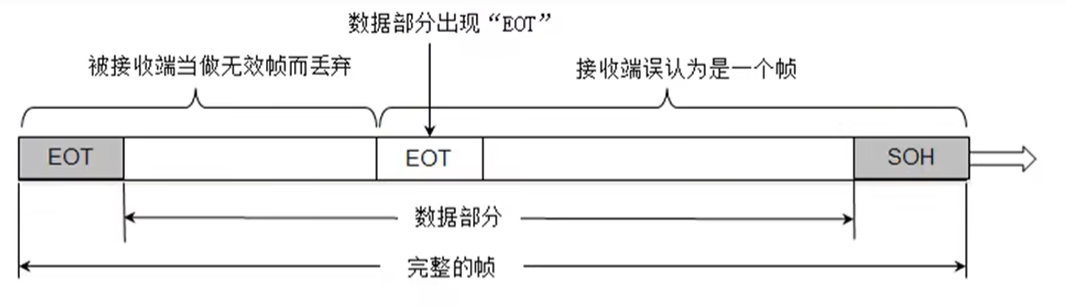 数据部分出现“EOT”
被接收端当做无效帧而丢弃
接收端误认为是一个帧
EOT
EOT
SOH
数据部分
完整的帧